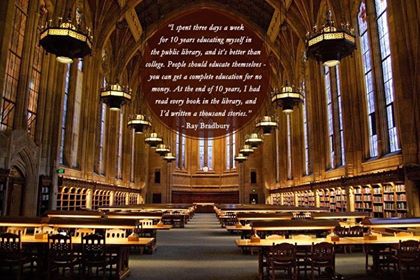 "I spent three days a week
for 10 years educating myself in
the public library, and it's better than
college. People should educate themselves -
you can get a complete education for no
money. At the end of 10 years, I had
read every book in the library, and
I'd written a thousand stories."
- Ray Bradbury